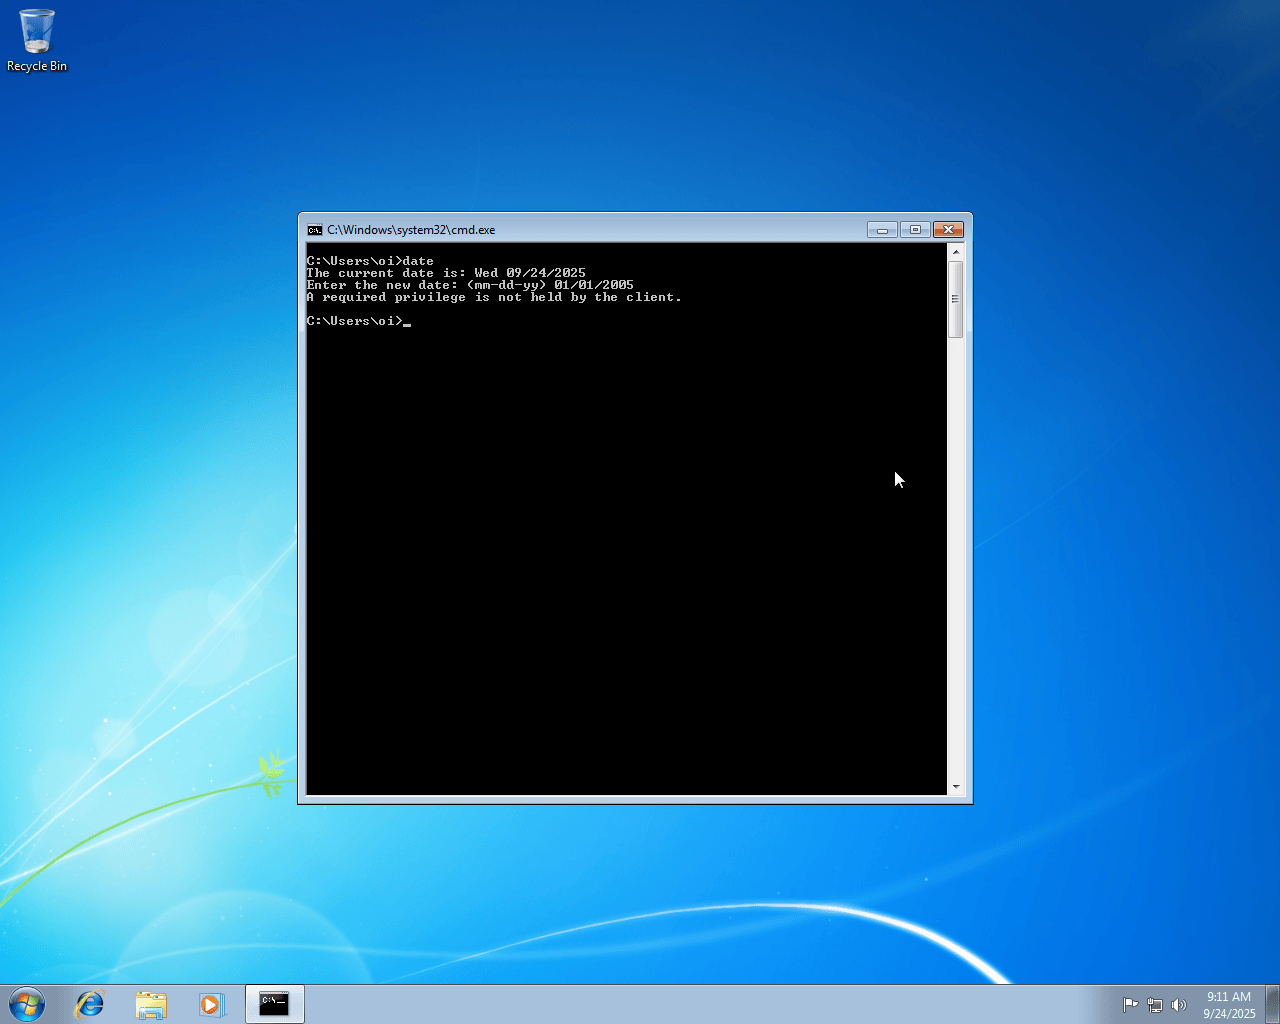 Recycle Bin
C:\Windows\system32\cmd.exe
C:\Users\oi>date
The current date is: Wed 09/24/2025
Enter the new date: (mm-dd-yy) 01/01/2005
A required privilege is not held by the client.
C:\Users\oi>_
9:11 AM
9/24/2025